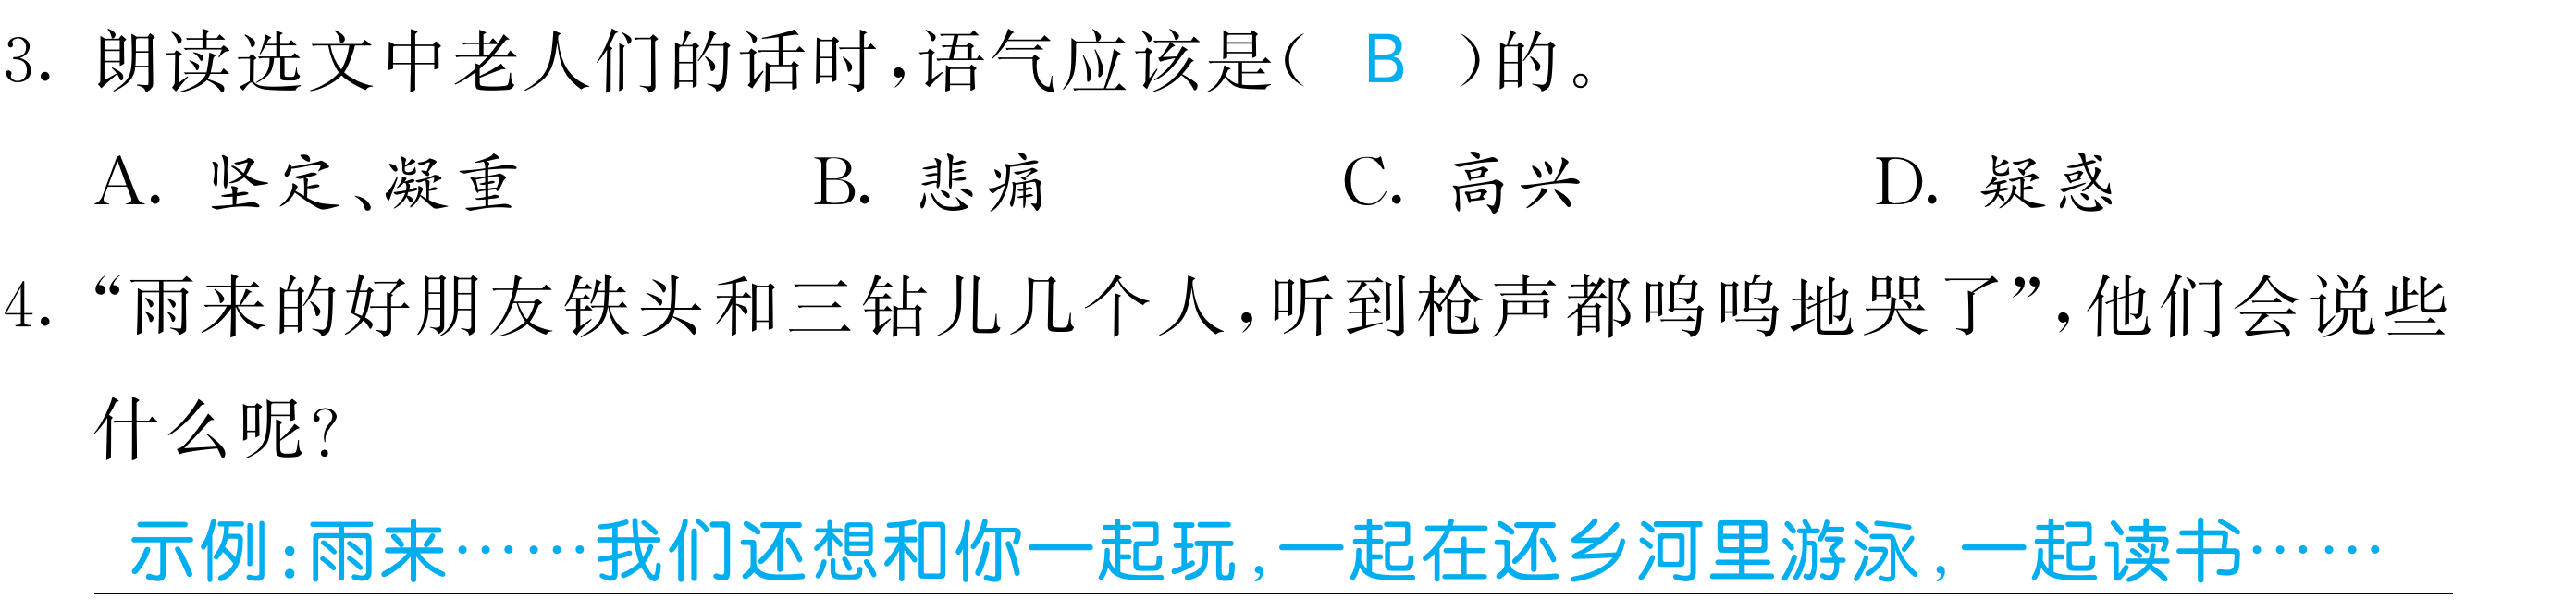 3. 朗读选文中老人们的话时,语气应该是( B )的。
A. 坚定、凝重 B. 悲痛 C. 高兴 D. 疑惑
4. “雨来的好朋友铁头和三钻儿几个人,听到枪声都呜呜地哭了”,他们会说些
什么呢?
示例:雨来……我们还想和你一起玩,一起在还乡河里游泳,一起读书……